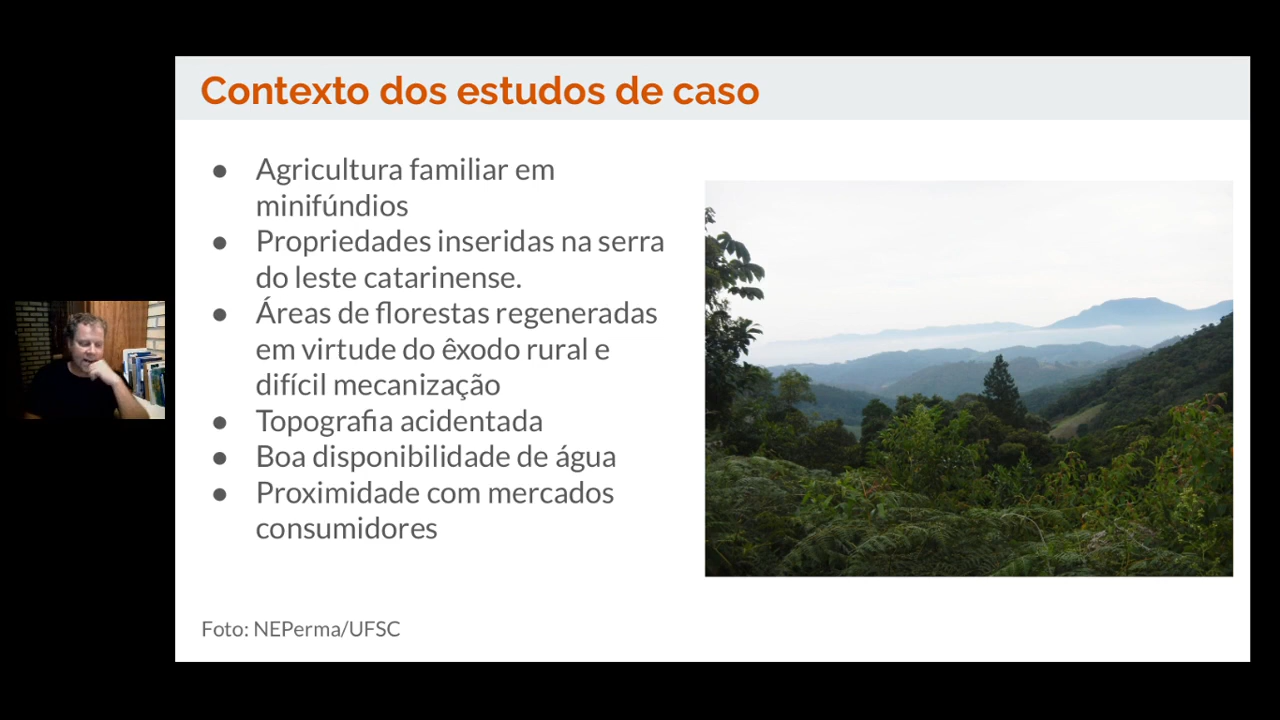 Contexto dos estudos de caso
● Agricultura familiar em
minifúndios
● Propriedades inseridas na serra
do leste catarinense.
● Áreas de florestas regeneradas
em virtude do êxodo rural e
difícil mecanização
● Topografia acidentada
● Boa disponibilidade de água
● Proximidade com mercados
consumidores
Foto: NEPerma/UFSC